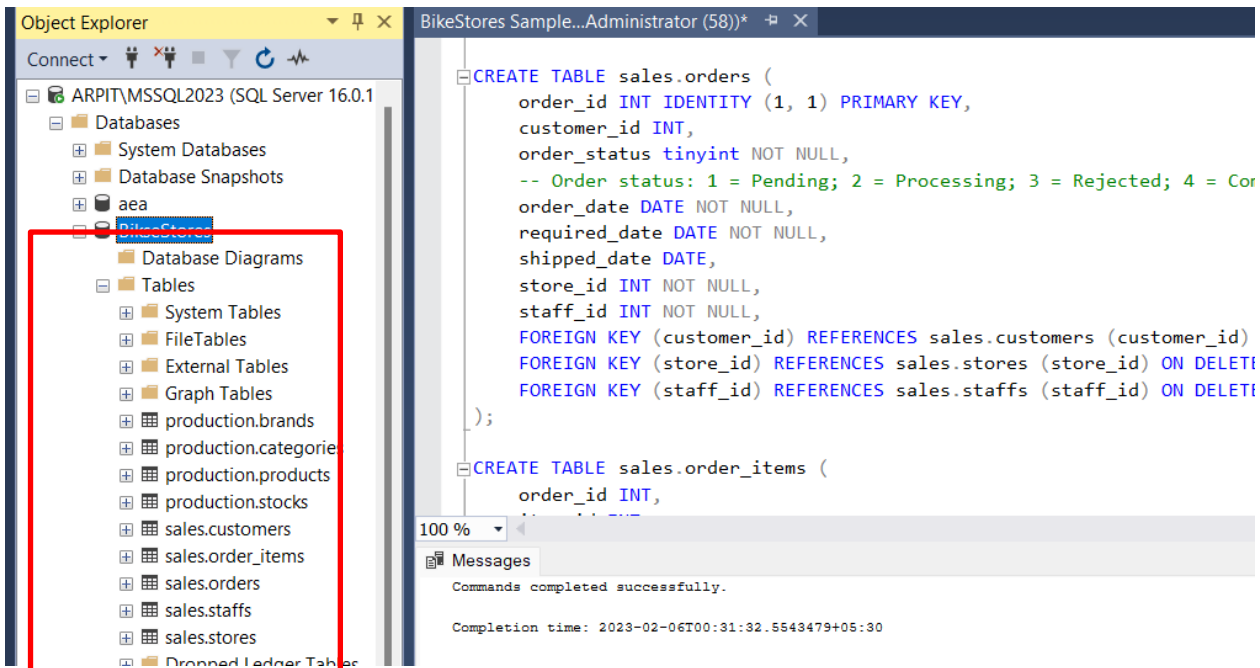 Object Explorer
Connect
ARPIT\MSSQL2023 (SQL Server 16.0.1
Databases
System Databases
Database Snapshots
aea
BikseStores
Database Diagrams
Tables
System Tables
FileTables
External Tables
Graph Tables
production.brands
production.categories
production.products
production.stocks
sales.customers
sales.order_items
sales.orders
sales.staffs
sales.stores
Dropped Ledger Tables
BikeStores Sample...Administrator (58))*
CREATE TABLE sales.orders (
order_id INT IDENTITY (1, 1) PRIMARY KEY,
customer_id INT,
order_status tinyint NOT NULL,
-- Order status: 1 = Pending; 2 = Processing; 3 = Rejected; 4 = Com
order_date DATE NOT NULL,
required_date DATE NOT NULL,
shipped_date DATE,
store_id INT NOT NULL,
staff_id INT NOT NULL,
FOREIGN KEY (customer_id) REFERENCES sales.customers (customer_id)
FOREIGN KEY (store_id) REFERENCES sales.stores (store_id) ON DELETE
FOREIGN KEY (staff_id) REFERENCES sales.staffs (staff_id) ON DELETE
);
CREATE TABLE sales.order_items (
order_id INT,
100 %
Messages
Commands completed successfully.
Completion time: 2023-02-06T00:31:32.5543479+05:30